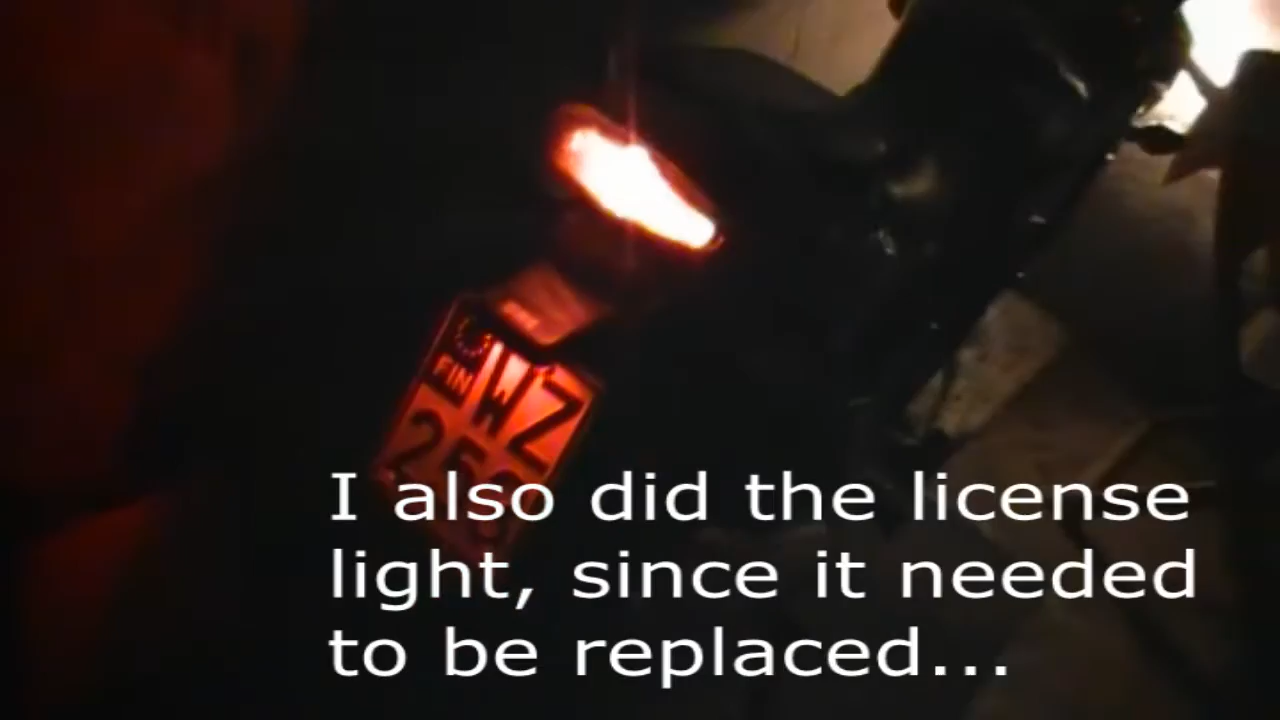 FIN WZ
I also did the license
light, since it needed
to be replaced...